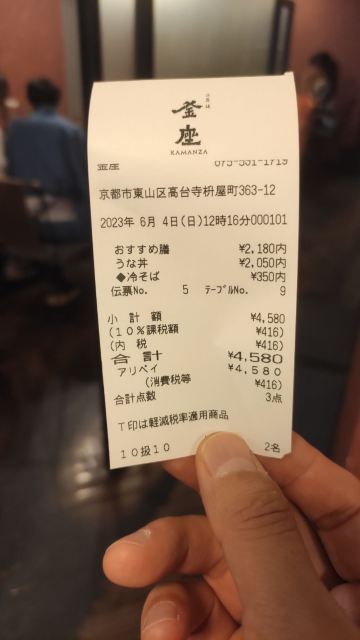 釜座
KAMANZA
釜座 075-561-1719
京都市東山区高台寺枡屋町363-12
2023年 6月 4日(日)12時16分000101
おすすめ膳 ¥2,180内
うな丼 ¥2,050内
◆冷そば ¥350内
伝票No. 5 テーブルNo. 9
小計額 ¥4,580
(10%課税額 ¥416)
(内 税 ¥416)
合計 ¥4,580
アリペイ ¥4,580
(消費税等 ¥416)
合計点数 3点
T印は軽減税率適用商品
10扱10 2名